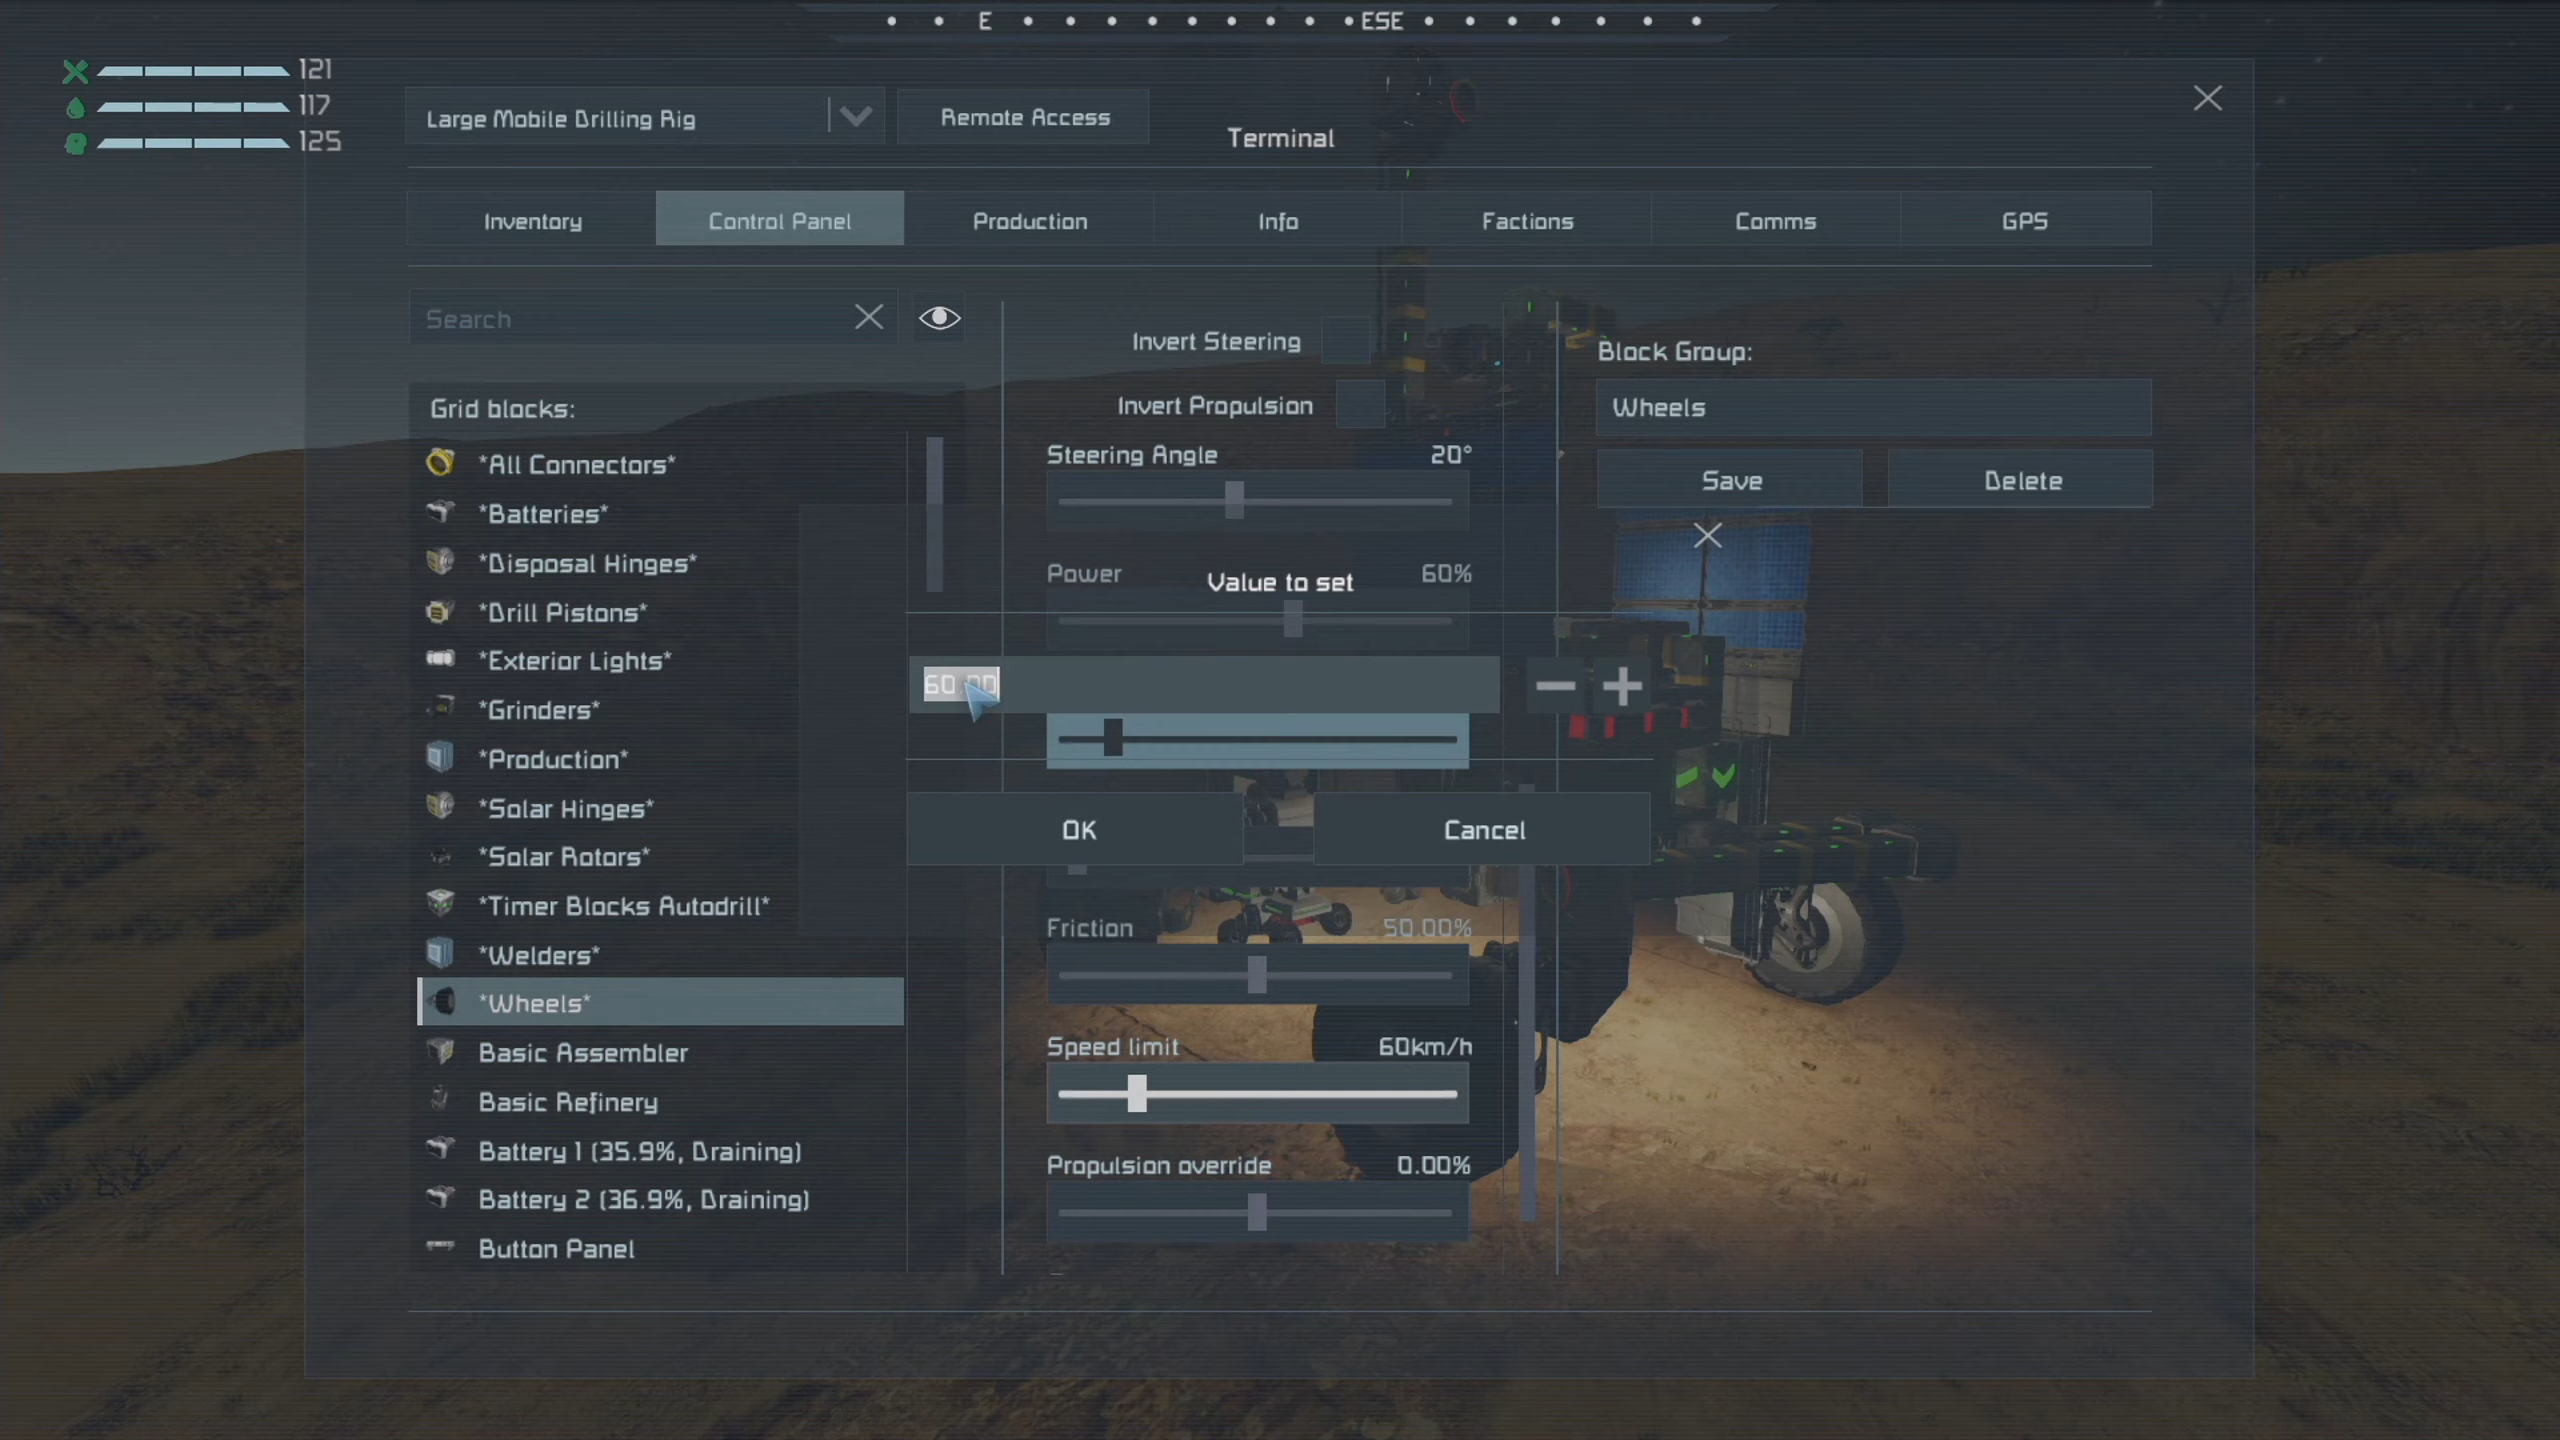 E
ESE
121
117
125
Large Mobile Drilling Rig
Remote Access
Terminal
Inventory
Control Panel
Production
Info
Factions
Comms
GPS
Search
Grid blocks:
*All Connectors*
*Batteries*
*Disposal Hinges*
*Drill Pistons*
*Exterior Lights*
*Grinders*
*Production*
*Solar Hinges*
*Solar Rotors*
*Timer Blocks Autodrill*
*Welders*
*Wheels*
Basic Assembler
Basic Refinery
Battery 1 (35.9%, Draining)
Battery 2 (36.9%, Draining)
Button Panel
Invert Steering
Invert Propulsion
Steering Angle 20°
Power 60%
Value to set
60.00
OK
Cancel
Friction 50.00%
Speed limit 60km/h
Propulsion override 0.00%
Block Group:
Wheels
Save
Delete